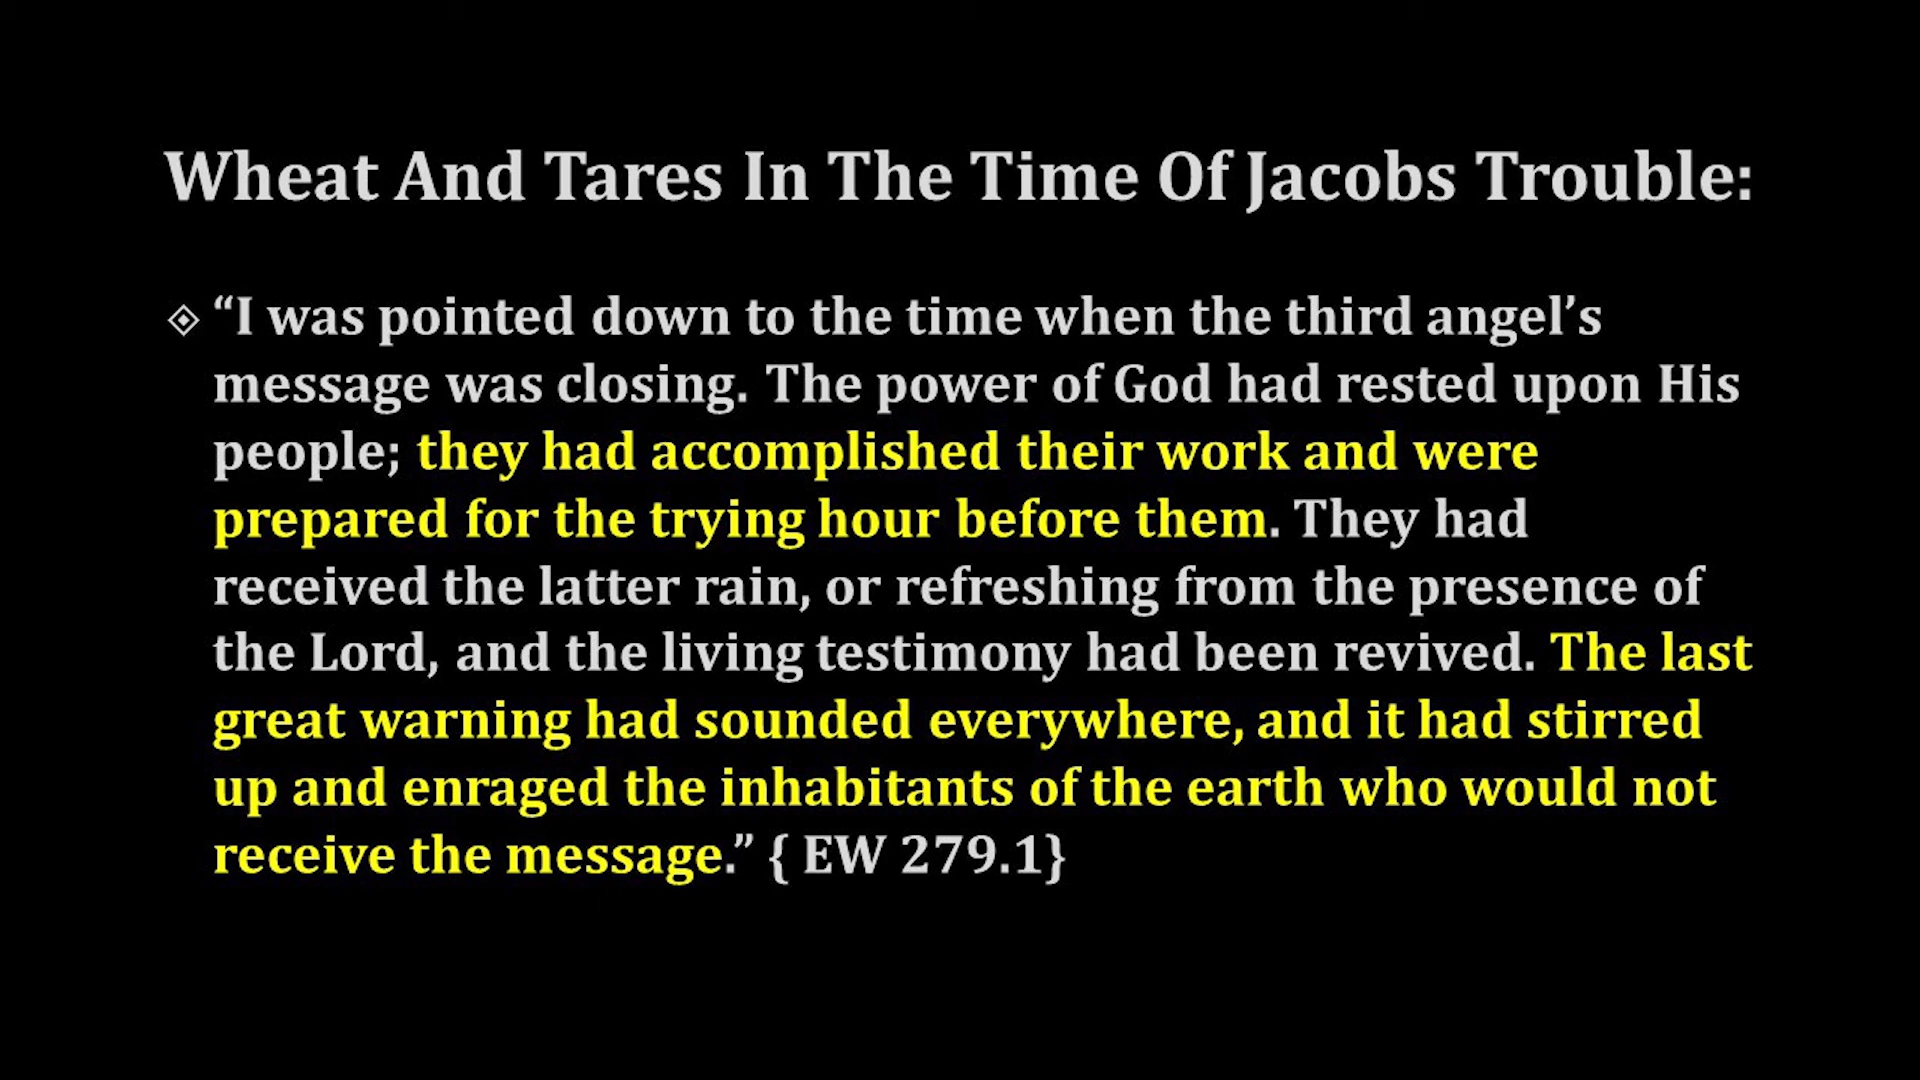 Wheat And Tares In The Time Of Jacobs Trouble:
“I was pointed down to the time when the third angel’s
message was closing. The power of God had rested upon His
people; they had accomplished their work and were
prepared for the trying hour before them. They had
received the latter rain, or refreshing from the presence of
the Lord, and the living testimony had been revived. The last
great warning had sounded everywhere, and it had stirred
up and enraged the inhabitants of the earth who would not
receive the message.” { EW 279.1}